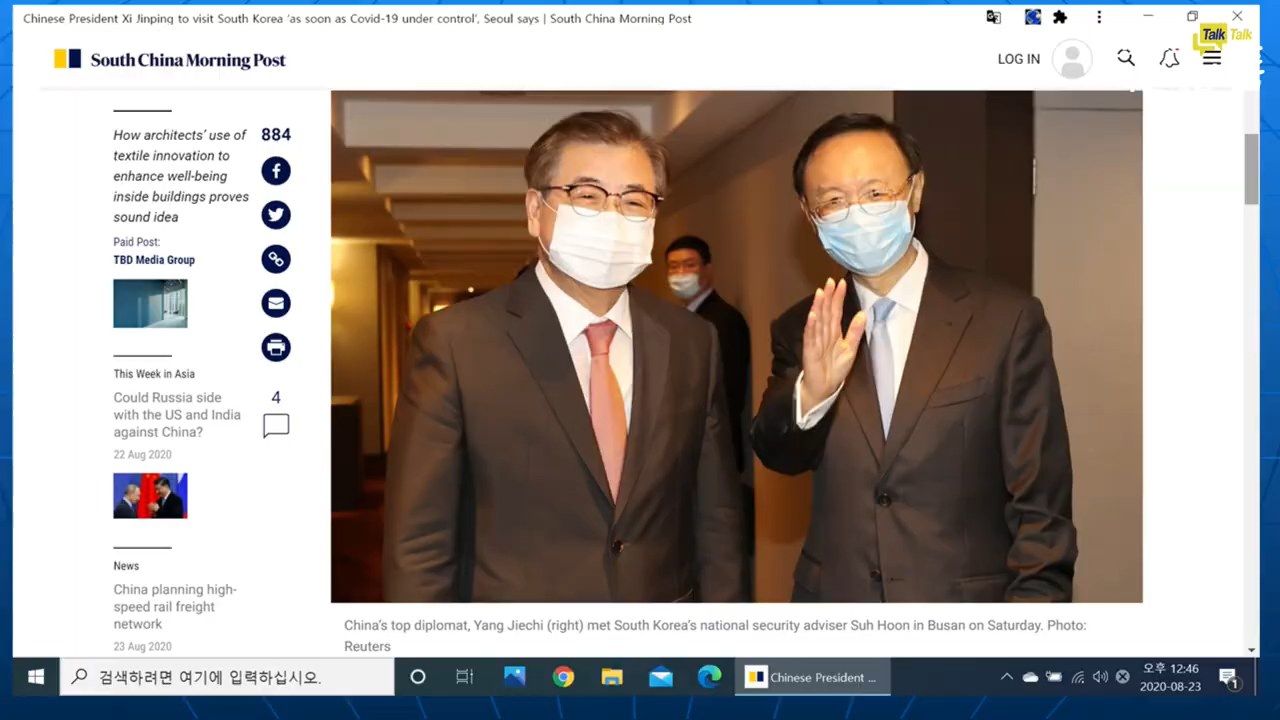 Chinese President Xi Jinping to visit South Korea ‘as soon as Covid-19 under control’, Seoul says | South China Morning Post
Talk Talk
South China Morning Post
LOG IN
How architects’ use of
textile innovation to
enhance well-being
inside buildings proves
sound idea
Paid Post:
TBD Media Group
884
This Week in Asia
Could Russia side
with the US and India
against China?
22 Aug 2020
4
News
China planning high-
speed rail freight
network
23 Aug 2020
China’s top diplomat, Yang Jiechi (right) met South Korea’s national security adviser Suh Hoon in Busan on Saturday. Photo:
Reuters
검색하려면 여기에 입력하십시오.
Chinese President ...
오후 12:46
2020-08-23
1